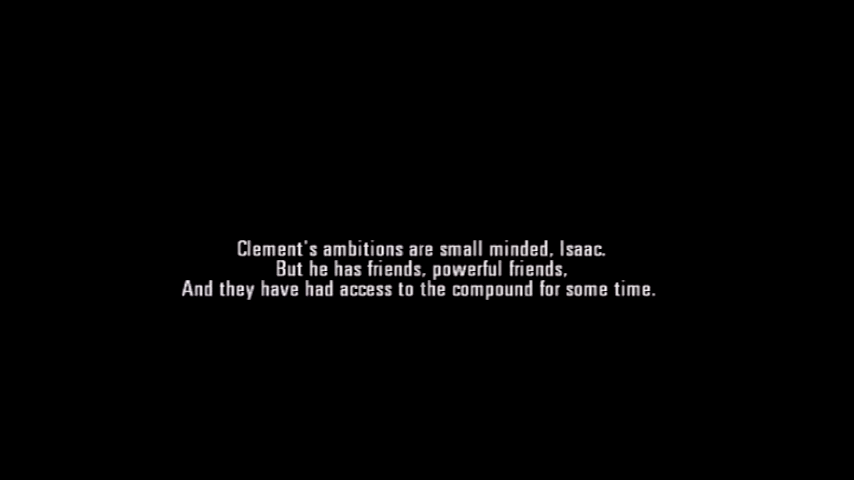 Clement's ambitions are small minded, Isaac.
But he has friends, powerful friends,
And they have had access to the compound for some time.